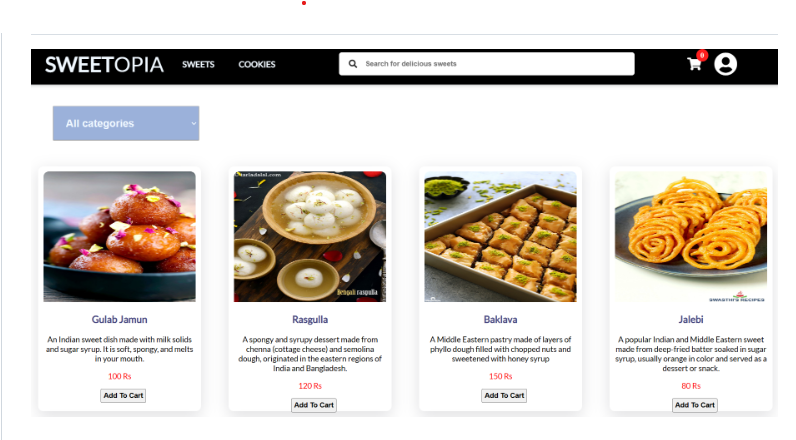 SWEETOPIA SWEETS COOKIES Search for delicious sweets 0
All categories
Bengali rasgulla
SWASTHI'S RECIPES
Gulab Jamun
An Indian sweet dish made with milk solids
and sugar syrup. It is soft, spongy, and melts
in your mouth.
100 Rs
Add To Cart
Rasgulla
A spongy and syrupy dessert made from
chenna (cottage cheese) and semolina
dough, originated in the eastern regions of
India and Bangladesh.
120 Rs
Add To Cart
Baklava
A Middle Eastern pastry made of layers of
phyllo dough filled with chopped nuts and
sweetened with honey syrup
150 Rs
Add To Cart
Jalebi
A popular Indian and Middle Eastern sweet
made from deep-fried batter soaked in sugar
syrup, usually orange in color and served as a
dessert or snack.
80 Rs
Add To Cart